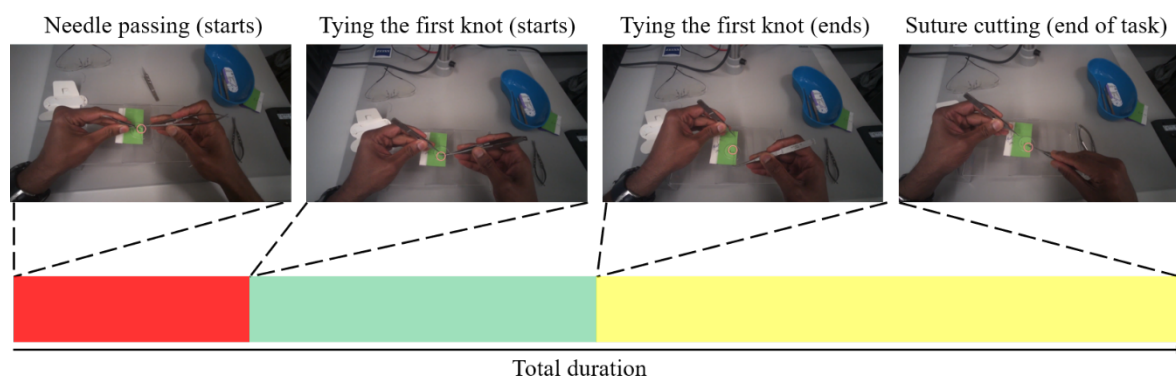 Needle passing (starts)
Tying the first knot (starts)
Tying the first knot (ends)
Suture cutting (end of task)
Total duration